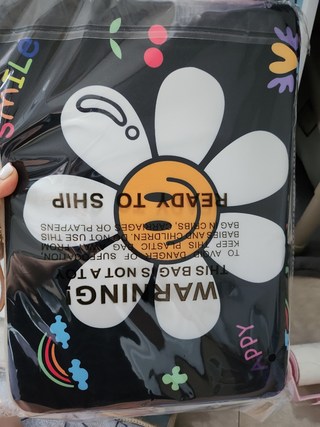 SMILE
WARNING!
THIS BAG IS NOT A TOY
TO AVOID DANGER OF SUFFOCATION,
KEEP THIS PLASTIC BAG AWAY FROM
BABIES AND CHILDREN. DO NOT USE THIS
BAG IN CRIBS, CARRIAGES OR PLAYPENS
READY TO SHIP
APPY